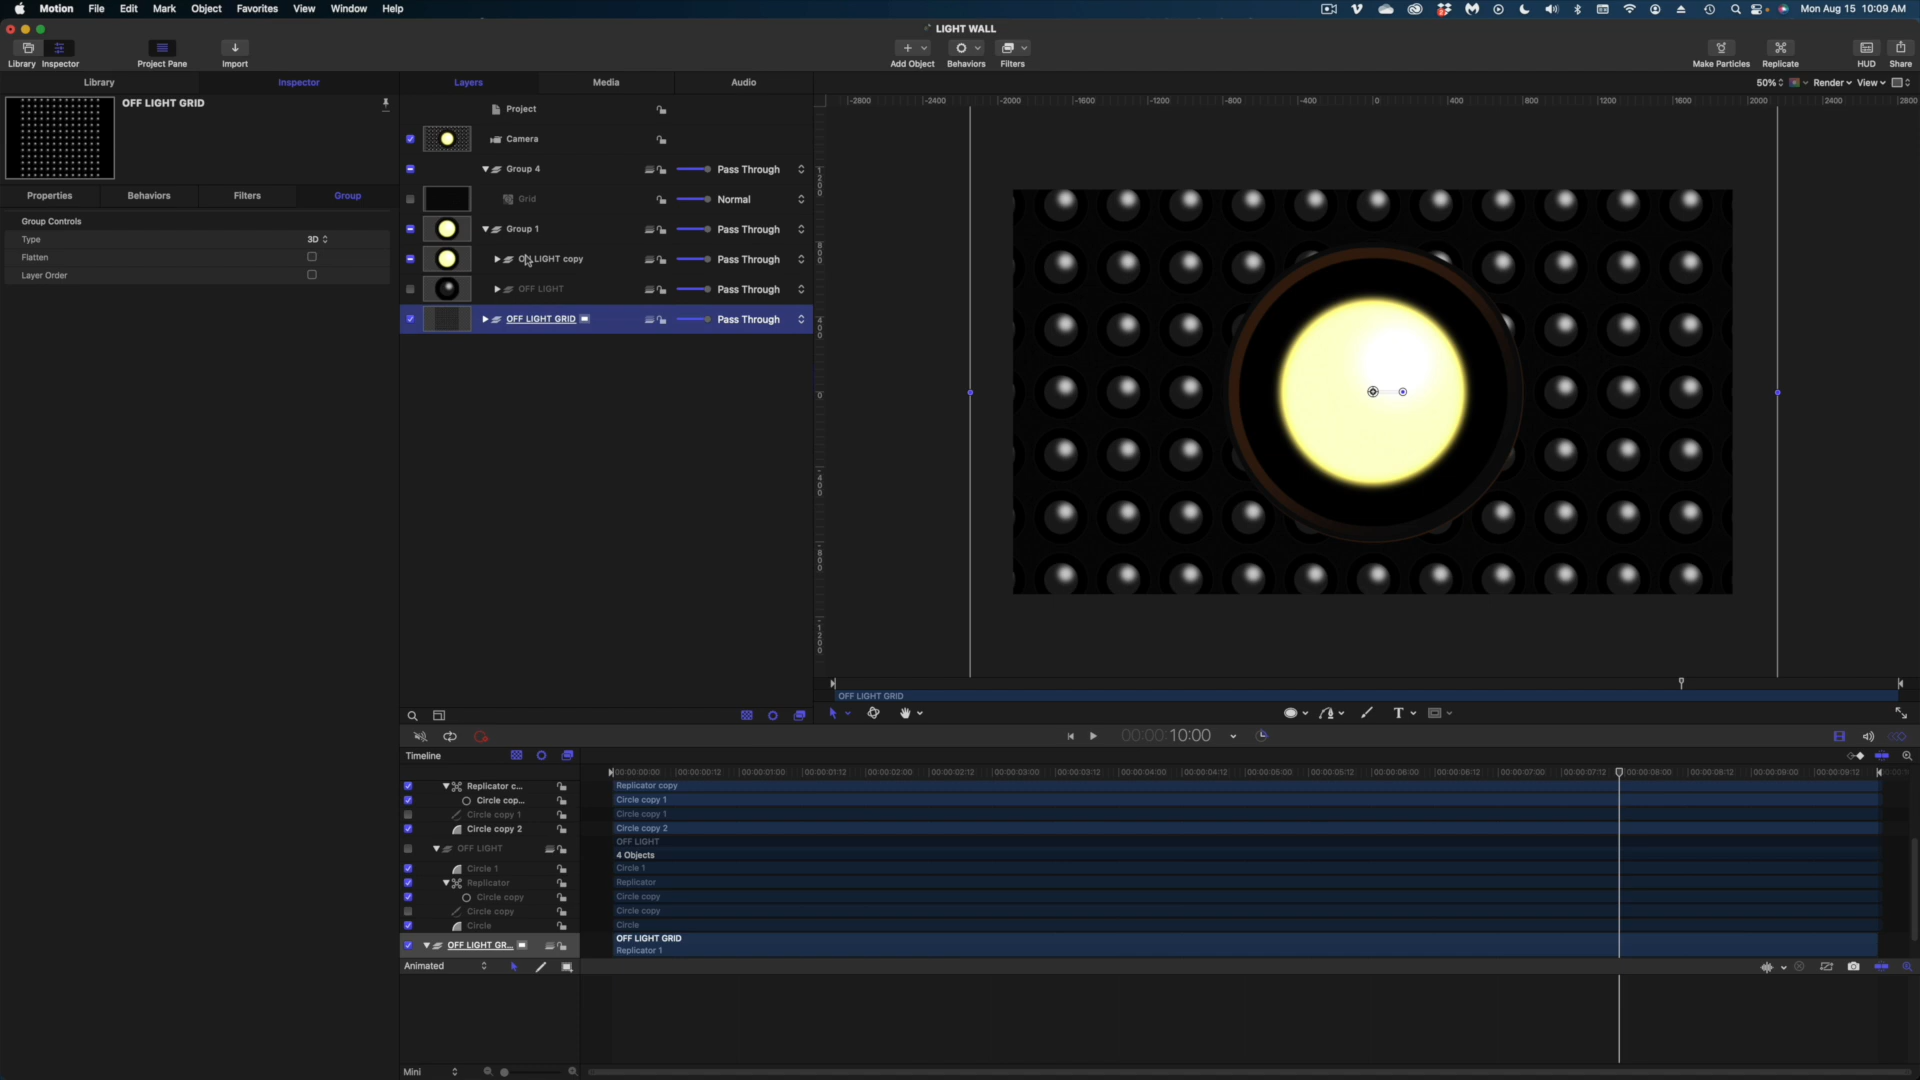 Motion File Edit Mark Object Favorites View Window Help
Mon Aug 15 10:09 AM
LIGHT WALL
Library Inspector Project Pane Import
Add Object Behaviors Filters
Make Particles Replicate HUD Share
Library Inspector
Layers Media Audio
50% Render View
OFF LIGHT GRID
Properties Behaviors Filters Group
Group Controls
Type 3D
Flatten
Layer Order
Project
Camera
Group 4 Pass Through
Grid Normal
Group 1 Pass Through
ON LIGHT copy Pass Through
OFF LIGHT Pass Through
OFF LIGHT GRID Pass Through
-2800 -2400 -2000 -1600 -1200 -800 -400 0 400 800 1200 1600 2000 2400 2800
1200
800
400
0
-400
-800
-1200
OFF LIGHT GRID
T
00:00:00:10:00
Timeline
00:00:00:00 00:00:00:12 00:00:01:00 00:00:01:12 00:00:02:00 00:00:02:12 00:00:03:00 00:00:03:12 00:00:04:00 00:00:04:12 00:00:05:00 00:00:05:12 00:00:06:00 00:00:06:12 00:00:07:00 00:00:07:12 00:00:08:00 00:00:08:12 00:00:09:00 00:00:09:12
Replicator c... Replicator copy
Circle cop... Circle copy 1
Circle copy 1 Circle copy 1
Circle copy 2 Circle copy 2
OFF LIGHT OFF LIGHT
4 Objects
Circle 1 Circle 1
Replicator Replicator
Circle copy Circle copy
Circle copy Circle copy
Circle Circle
OFF LIGHT GR... OFF LIGHT GRID
Replicator 1
Animated
Mini